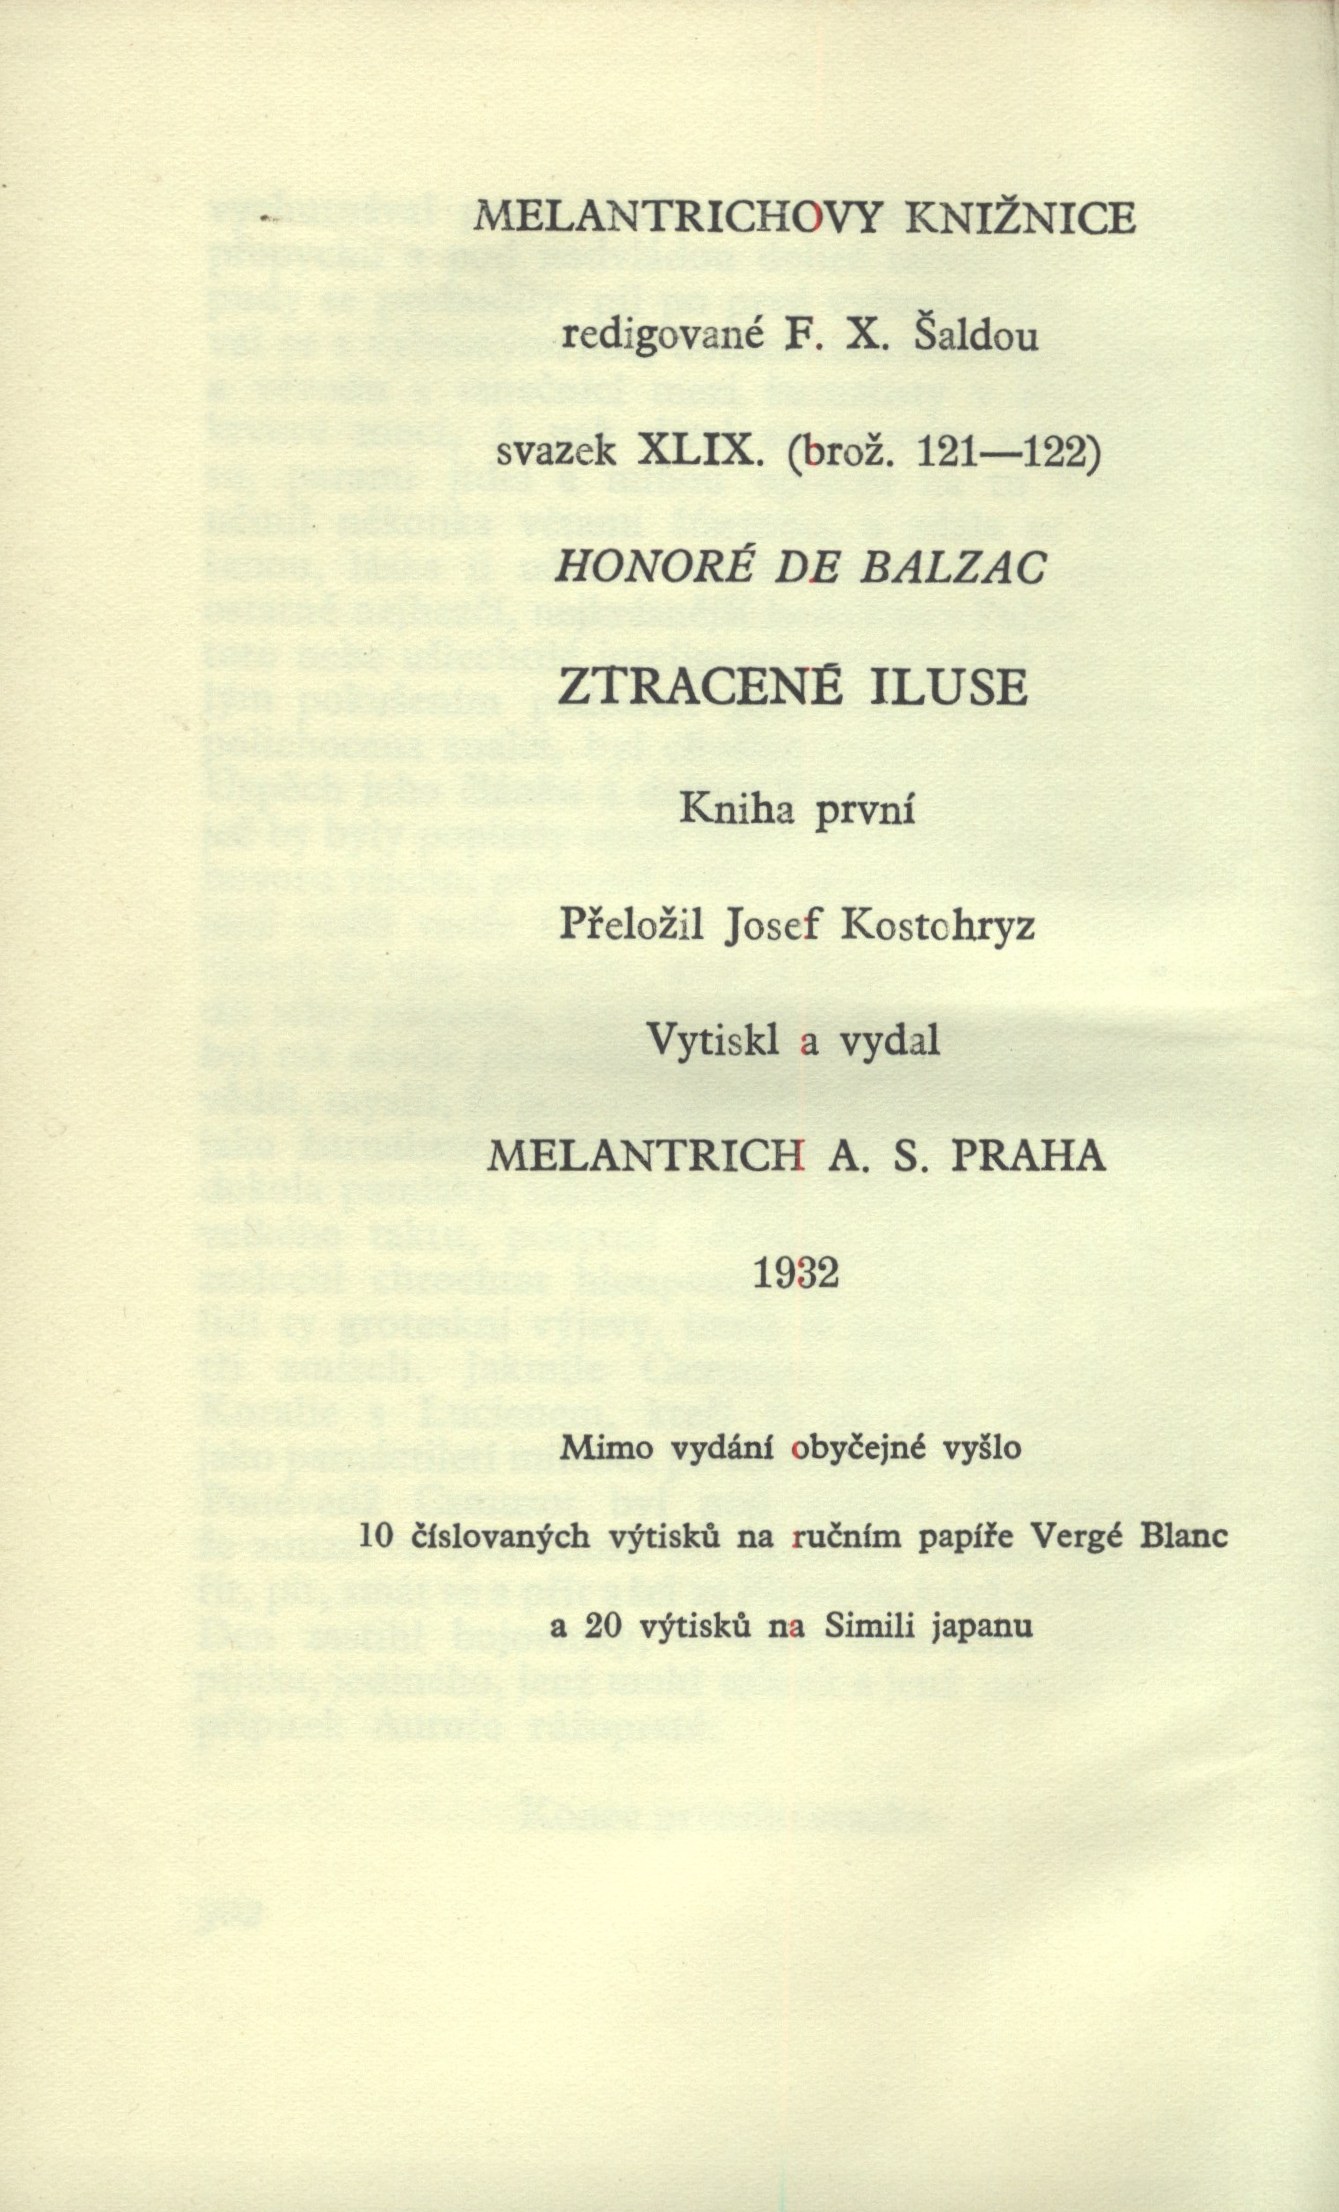 MELANTRICHOVY KNIŽNICE
redigované F. X. Šaldou
svazek XLIX. (brož. 121—122)
HONORÉ DE BALZAC
ZTRACENÉ ILUSE
Kniha první
Přeložil Josef Kostohryz
Vytiskl a vydal
MELANTRICH A. S. PRAHA
1932
Mimo vydání obyčejné vyšlo
10 číslovaných výtisků na ručním papíře Vergé Blanc
a 20 výtisků na Simili japanu